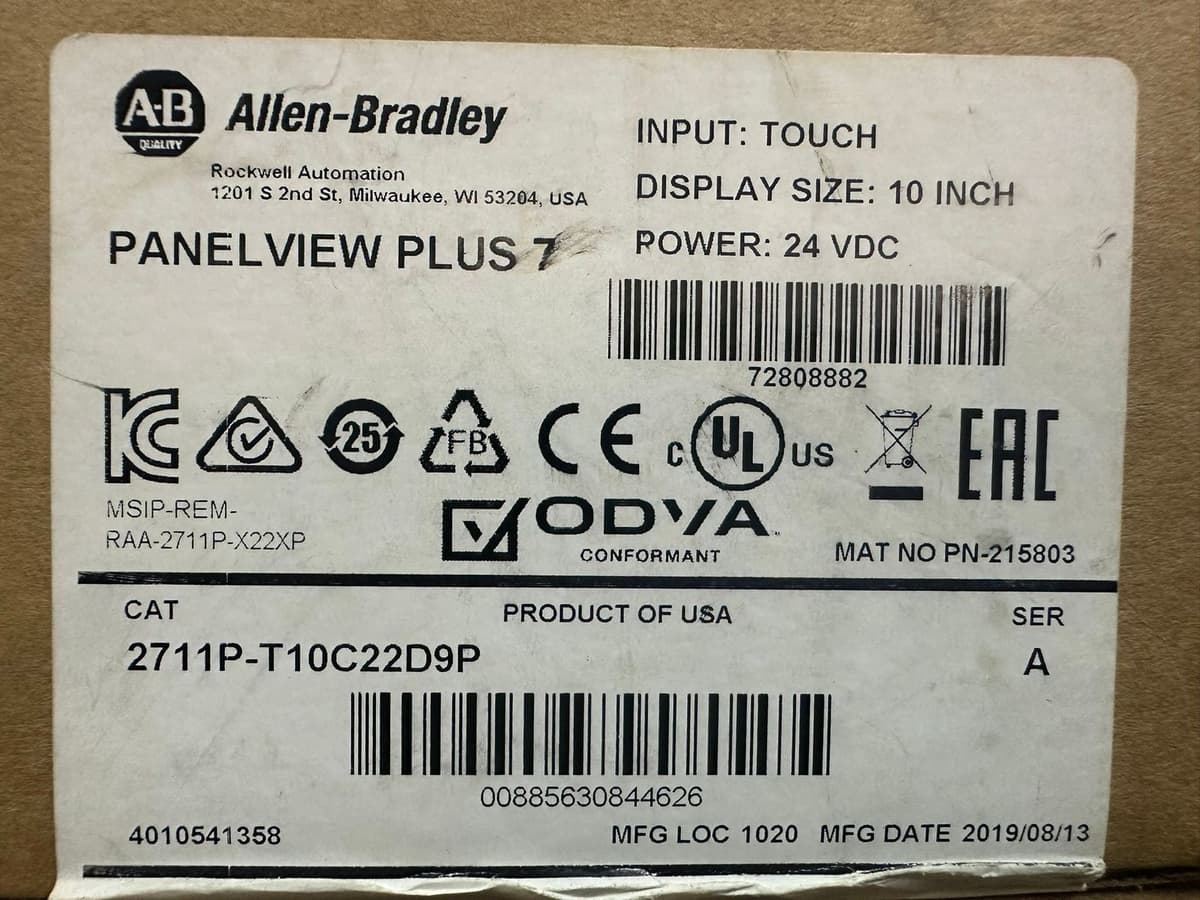 A-B
QUALITY
Allen-Bradley
Rockwell Automation
1201 S 2nd St, Milwaukee, WI 53204, USA
PANELVIEW PLUS 7
INPUT: TOUCH
DISPLAY SIZE: 10 INCH
POWER: 24 VDC
72808882
25
FB
CE
C UL US
EAC
MSIP-REM-
RAA-2711P-X22XP
ODVA
CONFORMANT
MAT NO PN-215803
CAT
PRODUCT OF USA
SER
2711P-T10C22D9P
A
00885630844626
4010541358
MFG LOC 1020
MFG DATE 2019/08/13